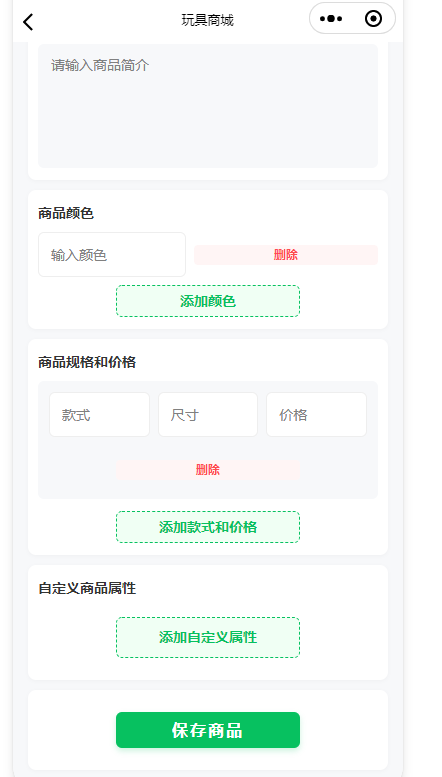 玩具商城
请输入商品简介
商品颜色
输入颜色 删除
添加颜色
商品规格和价格
款式 尺寸 价格
删除
添加款式和价格
自定义商品属性
添加自定义属性
保存商品